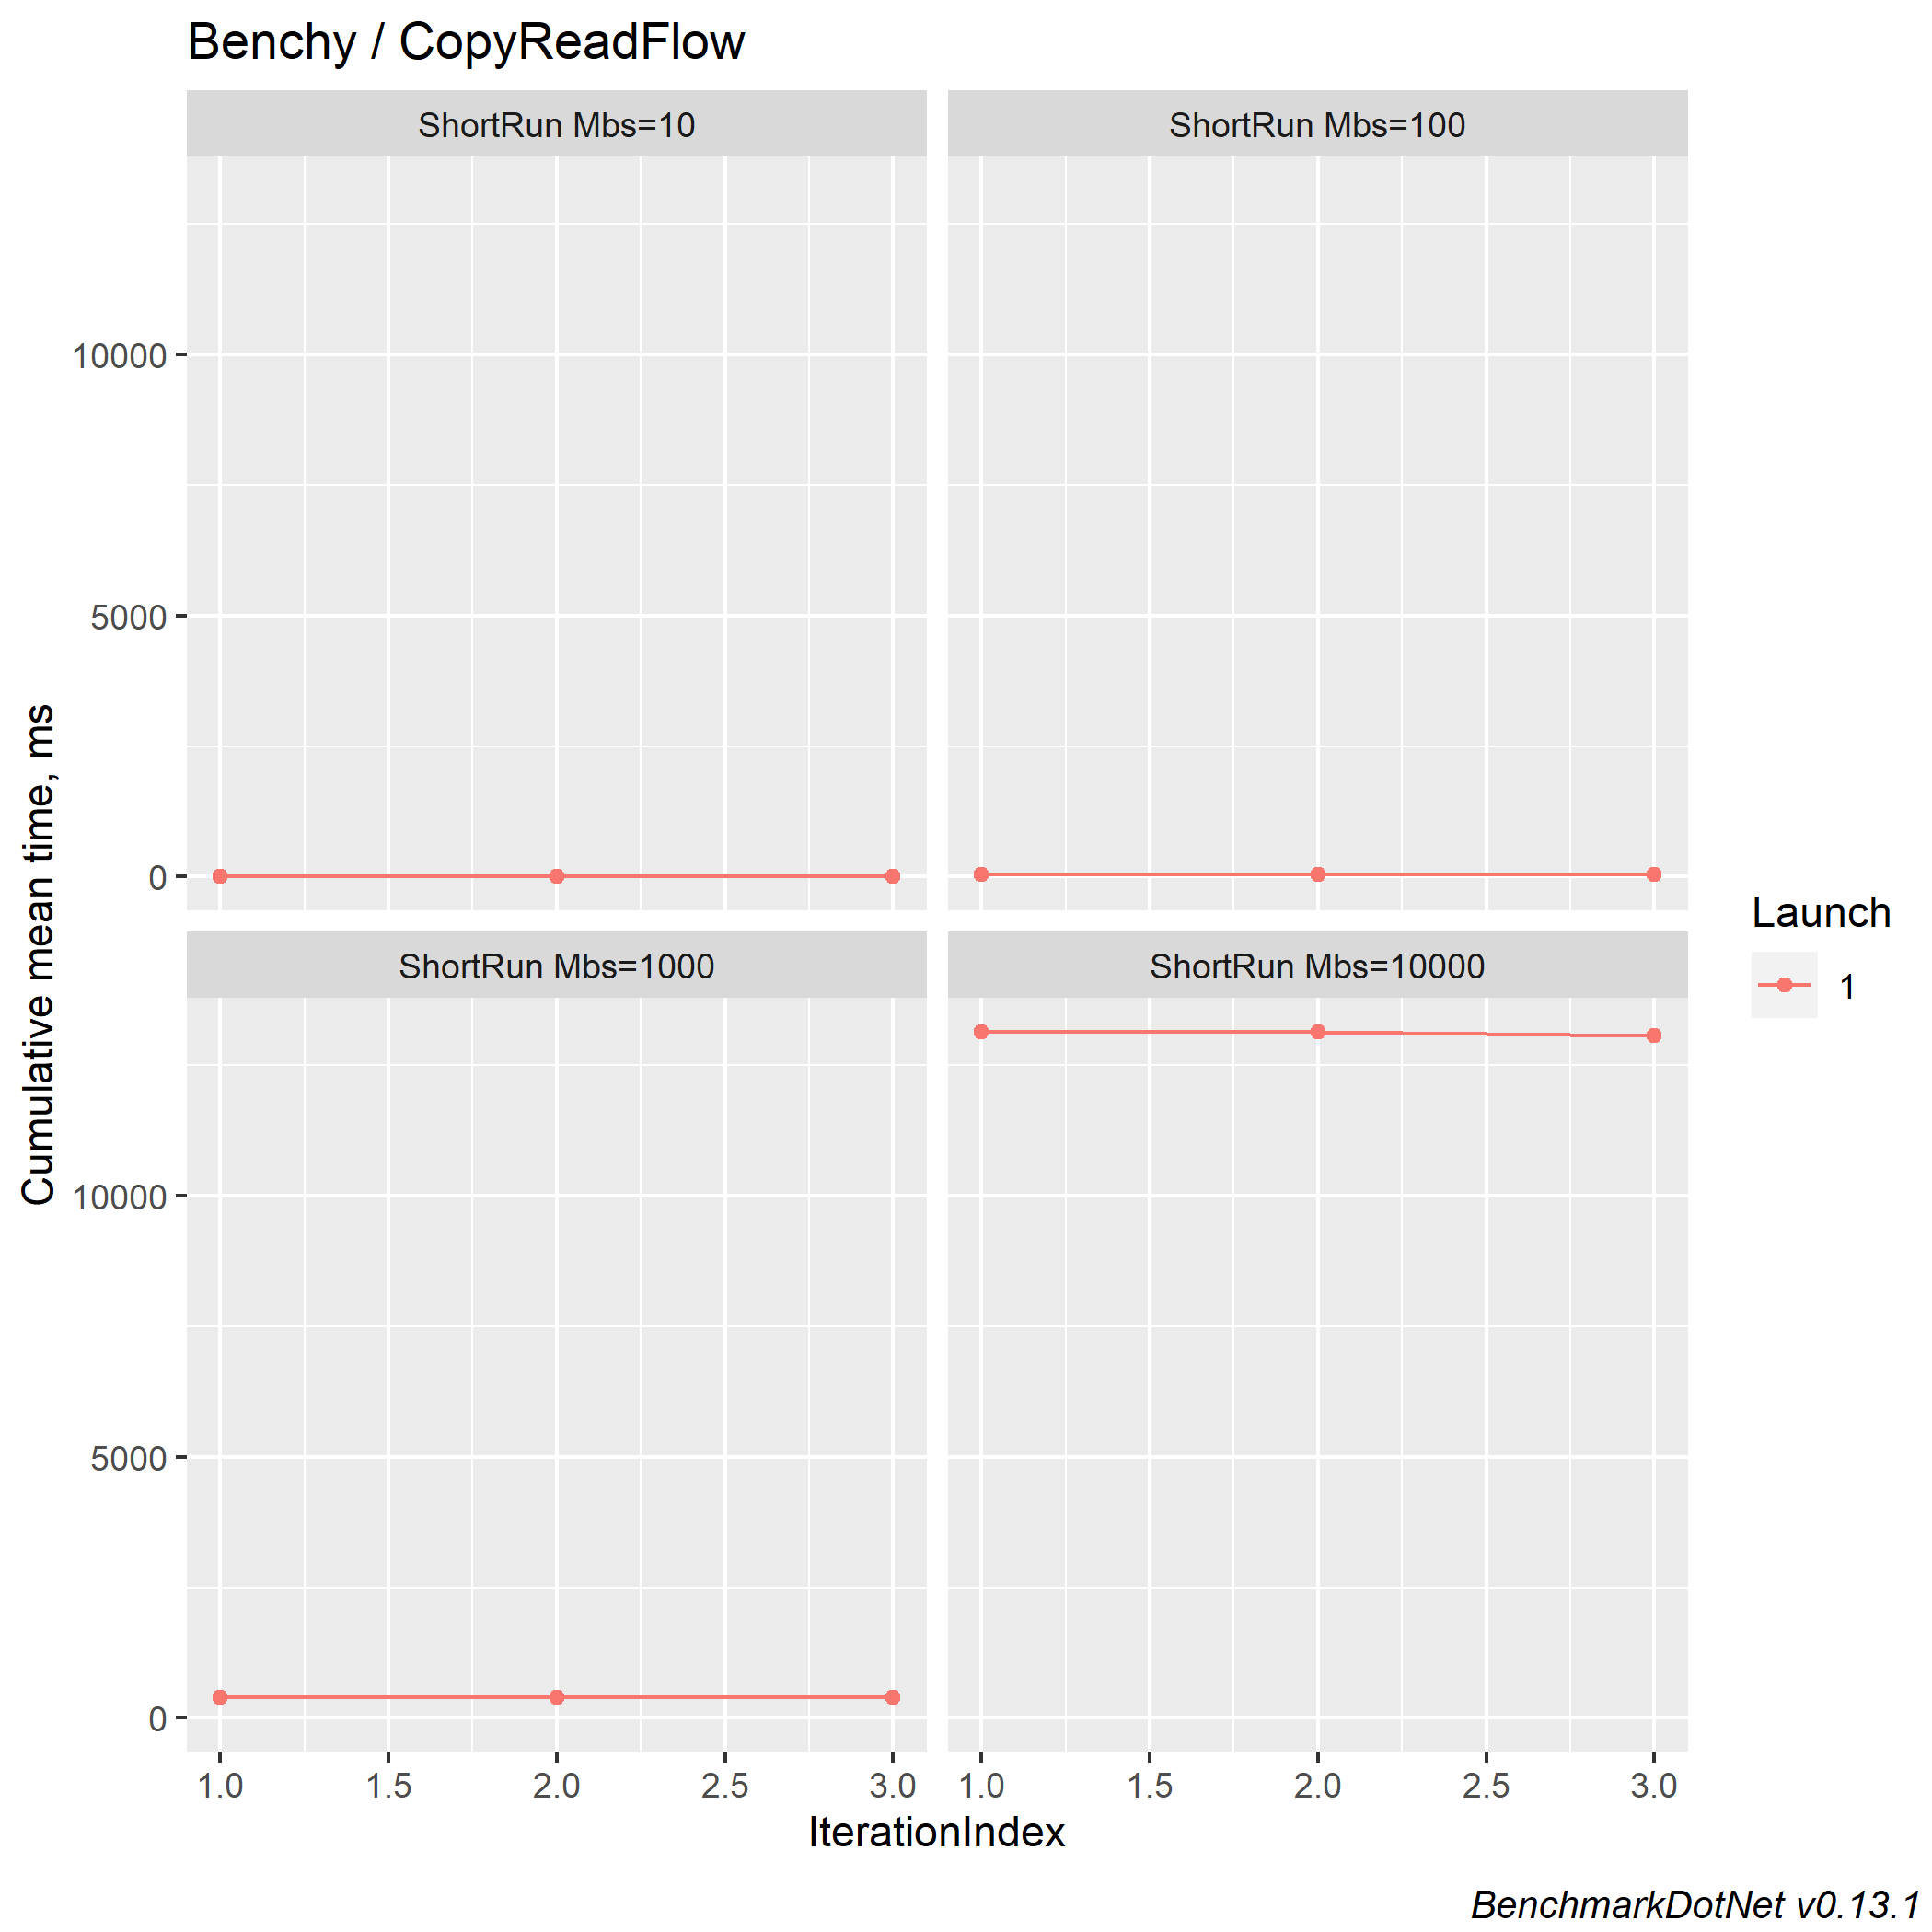 Benchy / CopyReadFlow
ShortRun Mbs=10
ShortRun Mbs=100
10000
5000
0
ShortRun Mbs=1000
ShortRun Mbs=10000
10000
5000
0
1.0 1.5 2.0 2.5 3.0 1.0 1.5 2.0 2.5 3.0
IterationIndex
Cumulative mean time, ms
Launch
1
BenchmarkDotNet v0.13.1